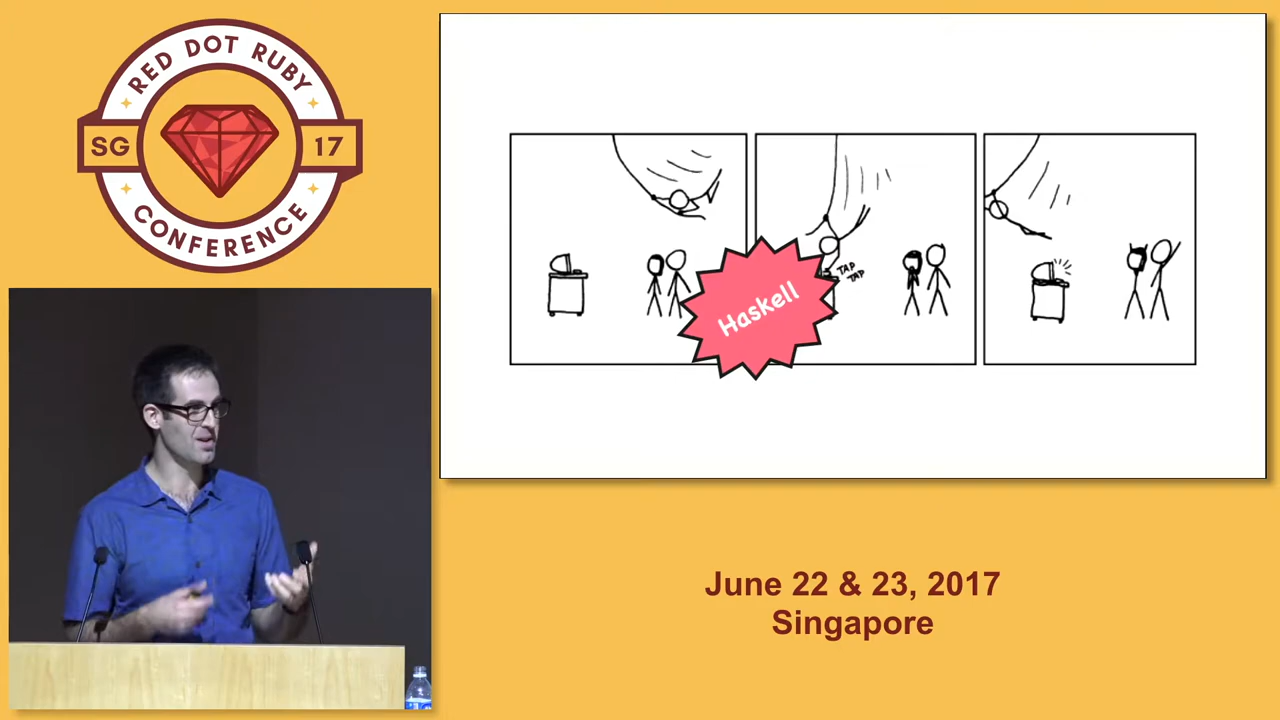 RED DOT RUBY
SG
17
CONFERENCE
TAP
TAP
Haskell
June 22 & 23, 2017
Singapore